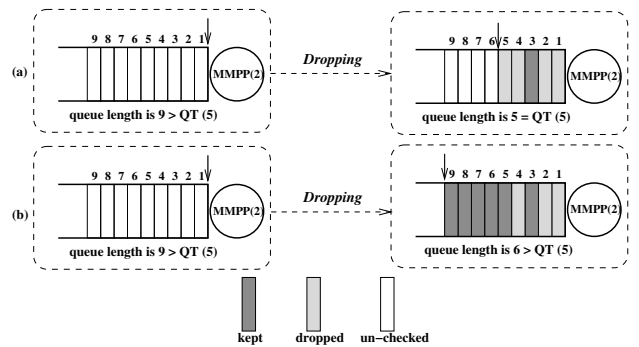 9 8 7 6 5 4 3 2 1
9 8 7 6 5 4 3 2 1
(a)
MMPP(2)
Dropping
MMPP(2)
queue length is 9 > QT (5)
queue length is 5 = QT (5)
9 8 7 6 5 4 3 2 1
9 8 7 6 5 4 3 2 1
(b)
MMPP(2)
Dropping
MMPP(2)
queue length is 9 > QT (5)
queue length is 6 > QT (5)
kept
dropped
un-checked